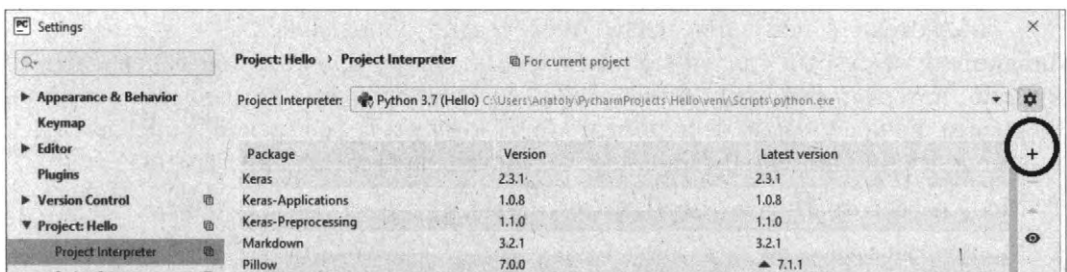 PC Settings
Project: Hello › Project Interpreter For current project
Appearance & Behavior
Project Interpreter: Python 3.7 (Hello) C:\Users\Anatoly\PycharmProjects\Hello\venv\Scripts\python.exe
Keymap
Editor
Package Version Latest version
Plugins
Keras 2.3.1 2.3.1
Version Control
Keras-Applications 1.0.8 1.0.8
Project: Hello
Keras-Preprocessing 1.1.0 1.1.0
Project Interpreter
Markdown 3.2.1 3.2.1
Pillow 7.0.0 ▲ 7.1.1